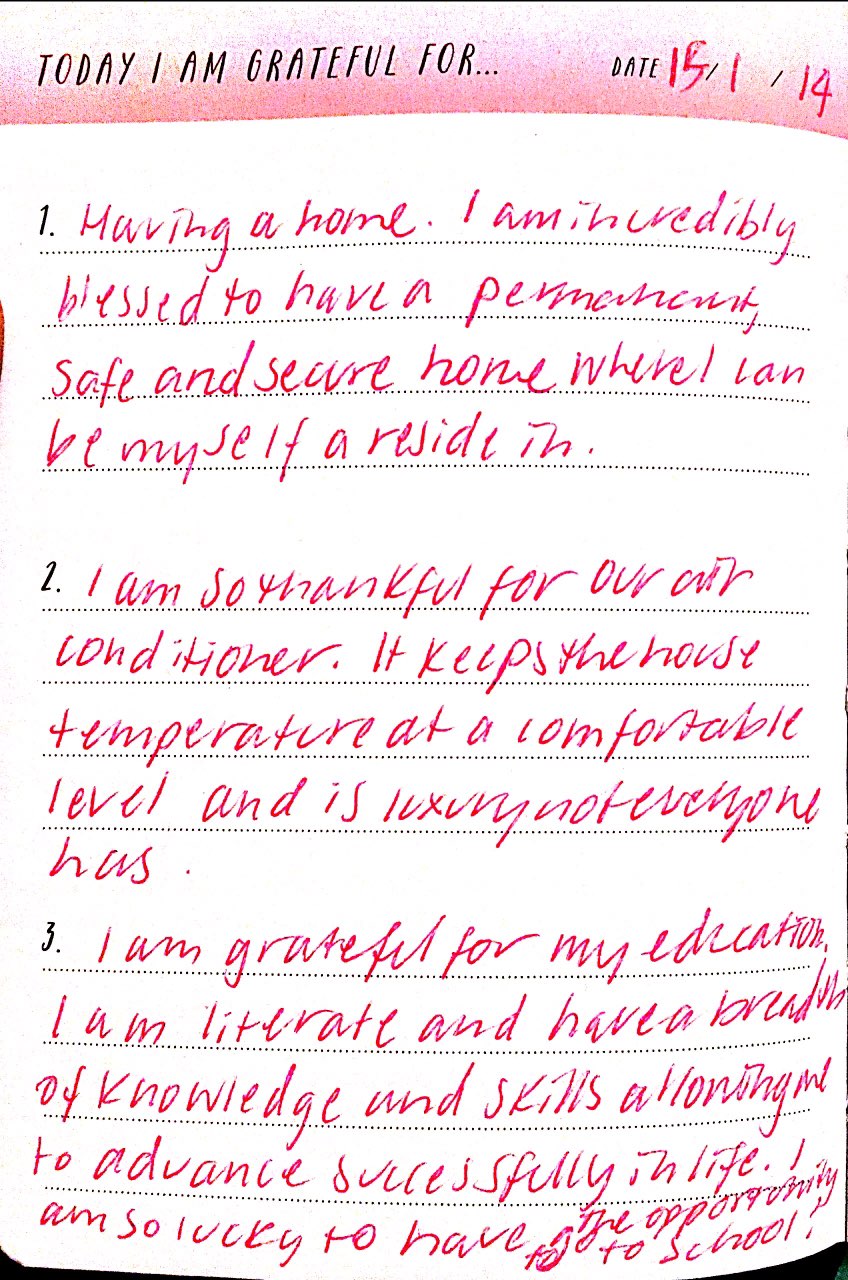 TODAY I AM GRATEFUL FOR... DATE 15/1/14
1. Having a home. I am incredibly
blessed to have a permanent,
safe and secure home where I can
be myself a reside in.
2. I am so thankful for our air
conditioner. It keeps the house
temperature at a comfortable
level and is luxury not everyone
has.
3. I am grateful for my education.
I am literate and have a breadth
of knowledge and skills allowing me
to advance successfully in life. I
am so lucky to have the opportunity
to go to school!